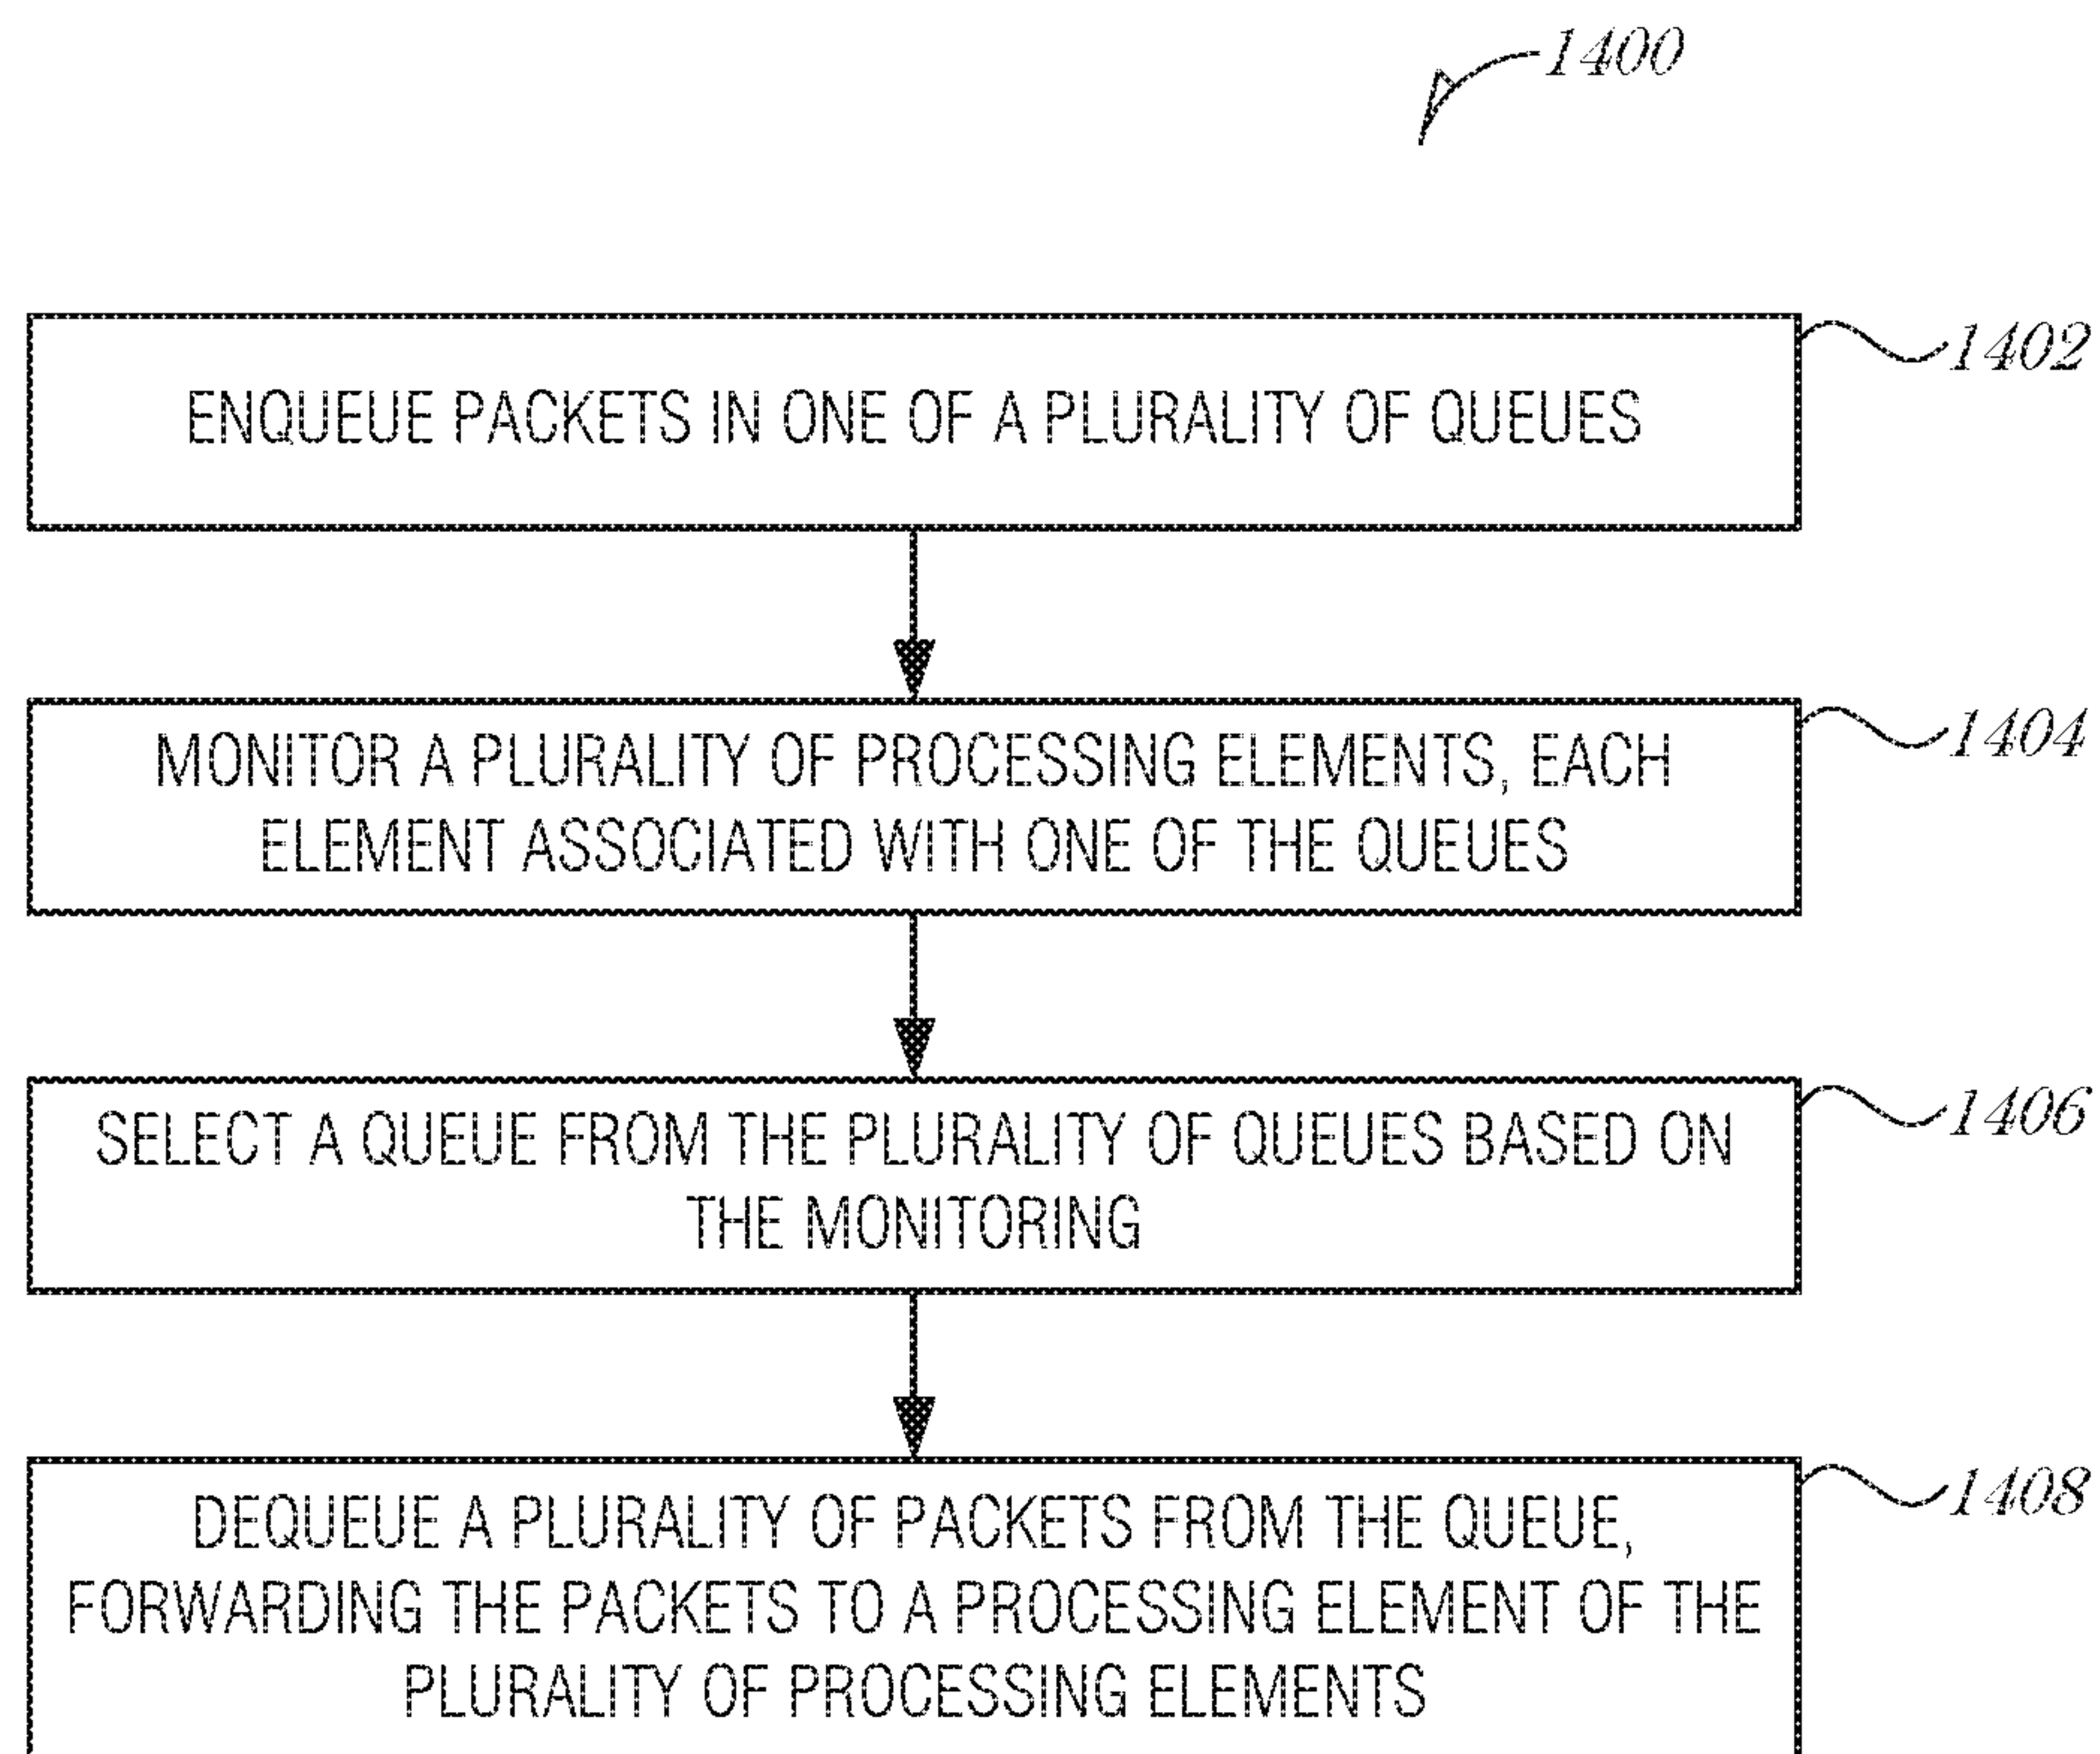 1400
ENQUEUE PACKETS IN ONE OF A PLURALITY OF QUEUES
1402
MONITOR A PLURALITY OF PROCESSING ELEMENTS, EACH
ELEMENT ASSOCIATED WITH ONE OF THE QUEUES
1404
SELECT A QUEUE FROM THE PLURALITY OF QUEUES BASED ON
THE MONITORING
1406
DEQUEUE A PLURALITY OF PACKETS FROM THE QUEUE,
FORWARDING THE PACKETS TO A PROCESSING ELEMENT OF THE
PLURALITY OF PROCESSING ELEMENTS
1408